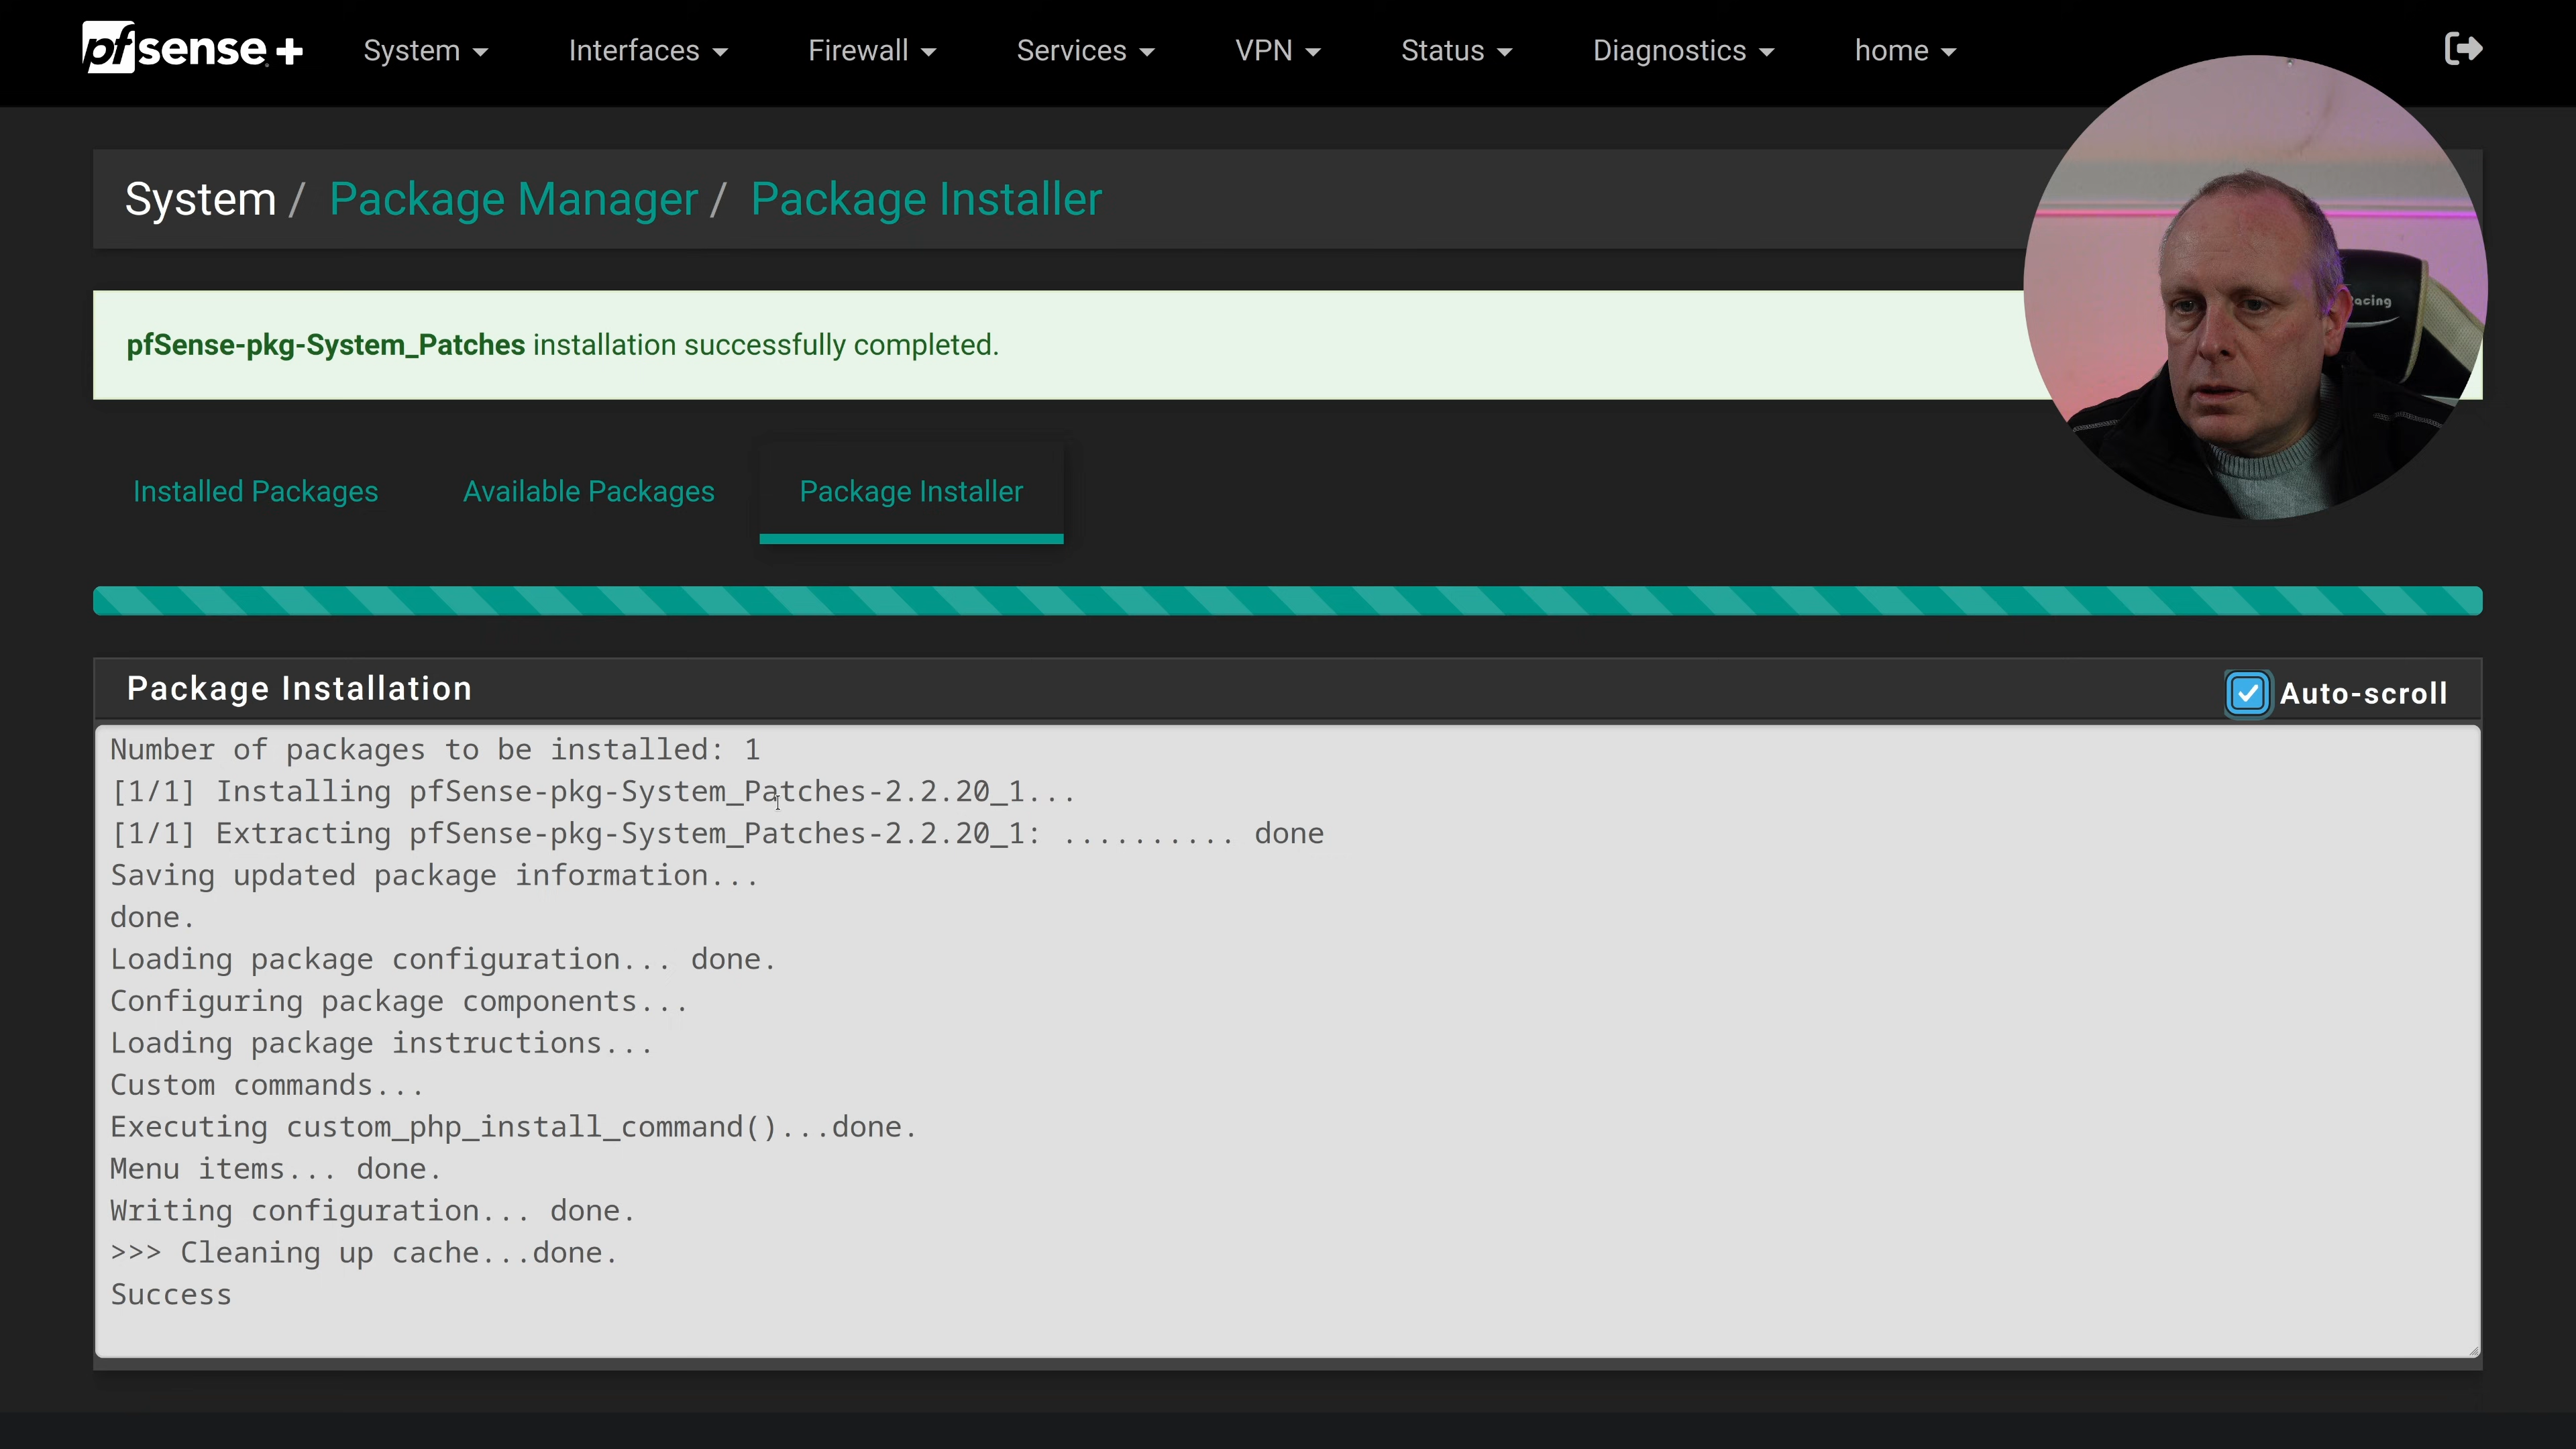 pfsense+
System
Interfaces
Firewall
Services
VPN
Status
Diagnostics
home
System / Package Manager / Package Installer
pfSense-pkg-System_Patches installation successfully completed.
Installed Packages
Available Packages
Package Installer
Package Installation
Auto-scroll
Number of packages to be installed: 1
[1/1] Installing pfSense-pkg-System_Patches-2.2.20_1...
[1/1] Extracting pfSense-pkg-System_Patches-2.2.20_1: .......... done
Saving updated package information...
done.
Loading package configuration... done.
Configuring package components...
Loading package instructions...
Custom commands...
Executing custom_php_install_command()...done.
Menu items... done.
Writing configuration... done.
>>> Cleaning up cache...done.
Success
acing